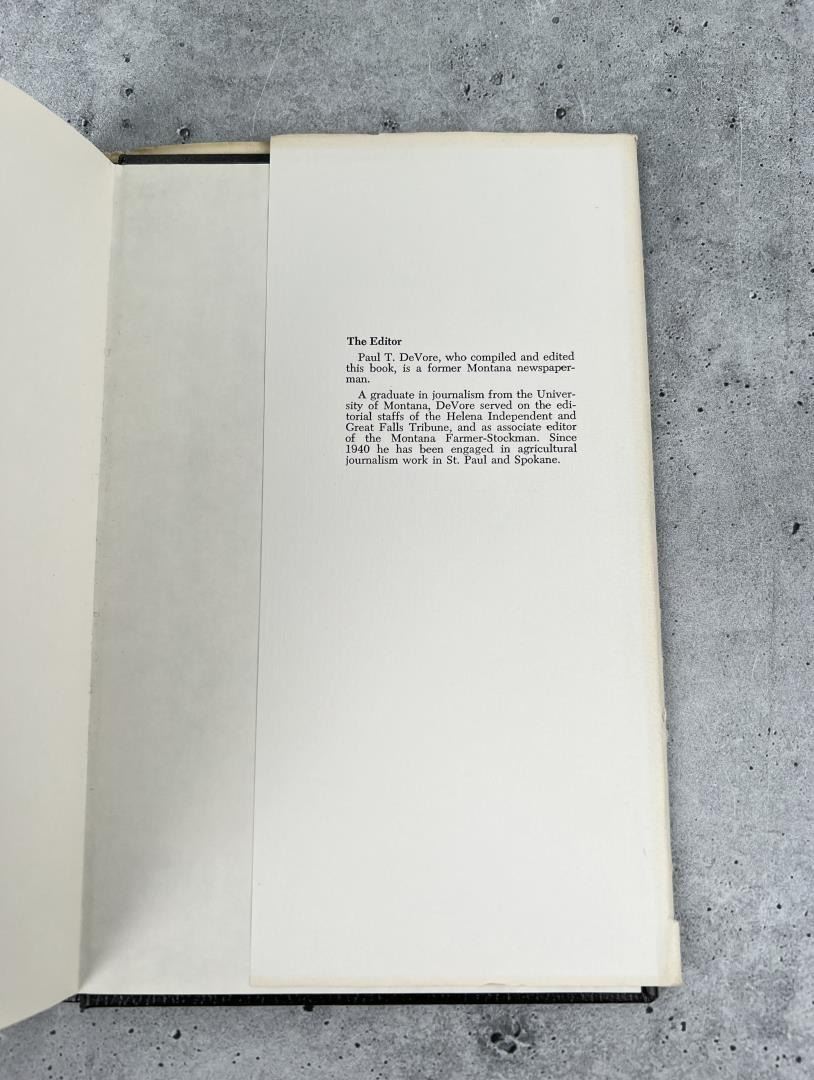 The Editor
Paul T. DeVore, who compiled and edited
this book, is a former Montana newspaper-
man.
A graduate in journalism from the Univer-
sity of Montana, DeVore served on the edi-
torial staffs of the Helena Independent and
Great Falls Tribune, and as associate editor
of the Montana Farmer-Stockman. Since
1940 he has been engaged in agricultural
journalism work in St. Paul and Spokane.